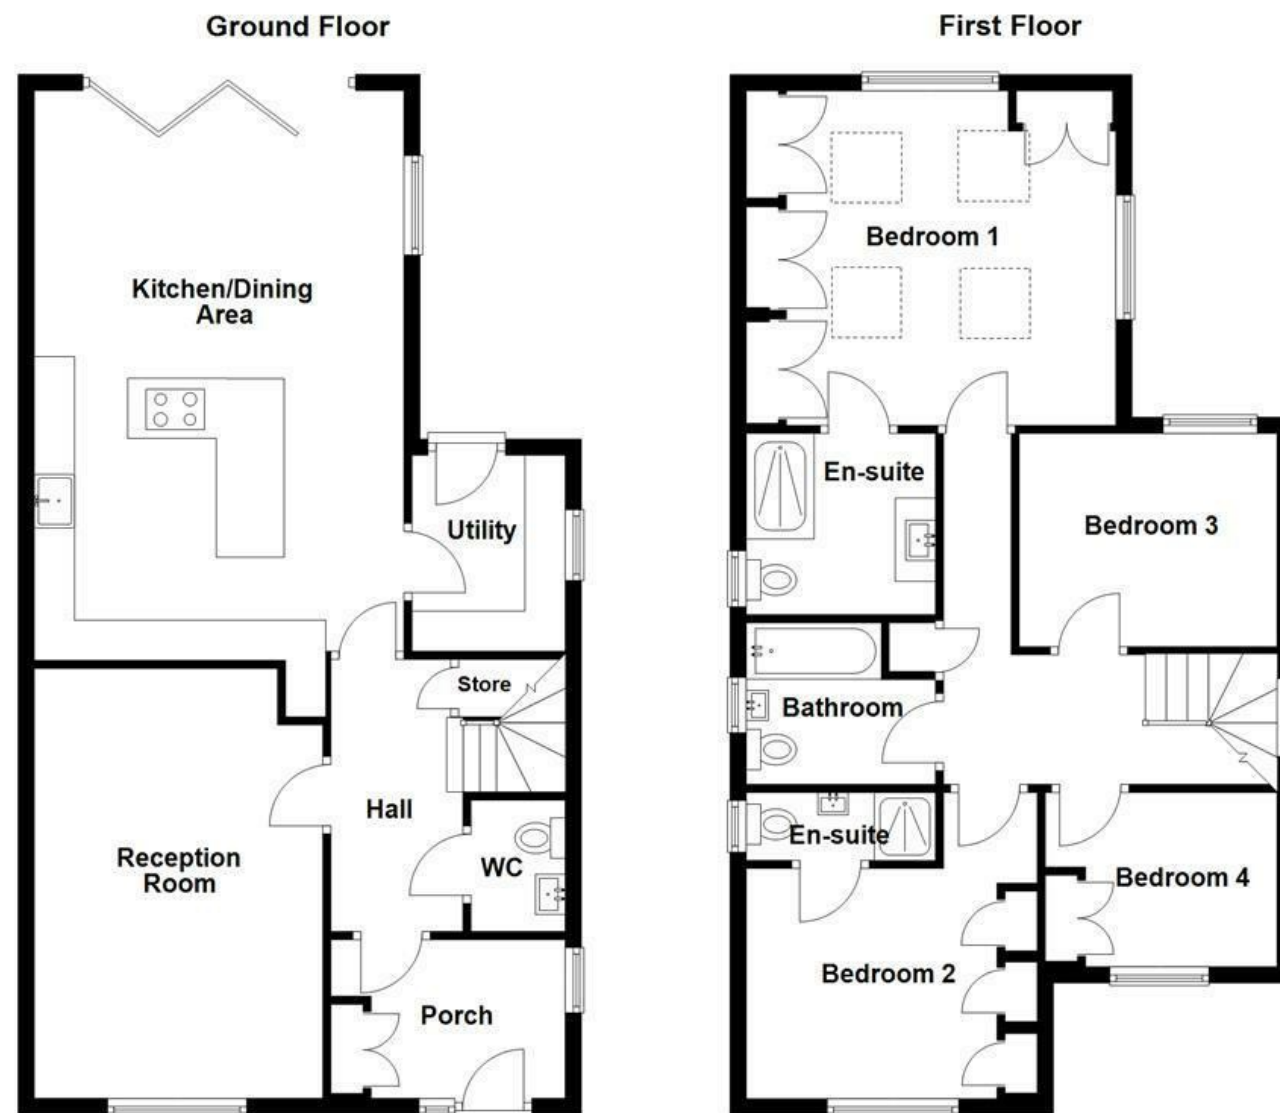 Ground Floor
Kitchen/Dining
Area
Utility
Store
Hall
Reception
Room
WC
Porch
First Floor
Bedroom 1
En-suite
Bedroom 3
Bathroom
En-suite
Bedroom 4
Bedroom 2